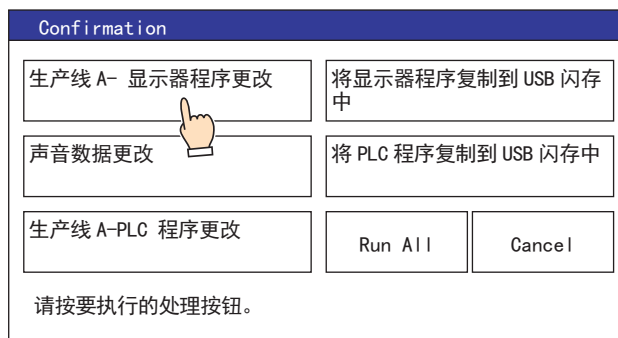 Confirmation
生产线 A- 显示器程序更改
将显示器程序复制到 USB 闪存
中
声音数据更改
将 PLC 程序复制到 USB 闪存中
生产线 A-PLC 程序更改
Run All
Cancel
请按要执行的处理按钮。